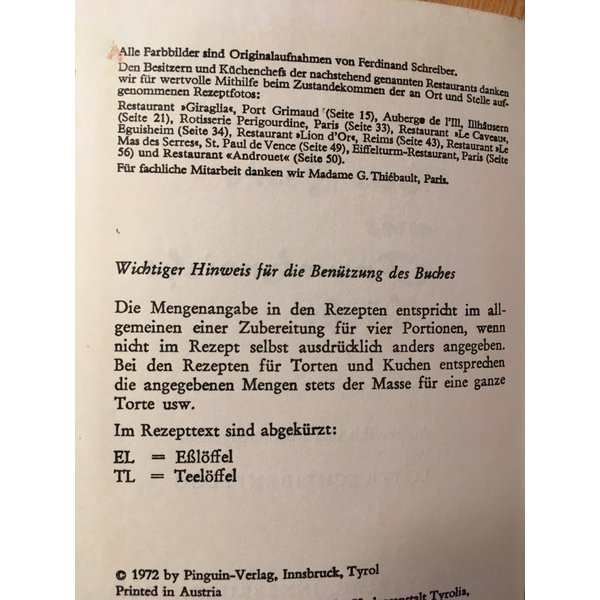 Alle Farbbilder sind Originalaufnahmen von Ferdinand Schreiber.
Den Besitzern und Küchenchefs der nachstehend genannten Restaurants danken
wir für wertvolle Mithilfe beim Zustandekommen der an Ort und Stelle auf-
genommenen Rezeptfotos:
Restaurant »Giraglia«, Port Grimaud (Seite 15), Auberge de l'Ill, Illhäusern
(Seite 21), Rotisserie Perigourdine, Paris (Seite 33), Restaurant »Le Caveau«,
Eguisheim (Seite 34), Restaurant »Lion d'Or«, Reims (Seite 43), Restaurant »Le
Mas des Serres«, St. Paul de Vence (Seite 49), Eiffelturm-Restaurant, Paris (Seite
56) und Restaurant «Androuet« (Seite 50).
Für fachliche Mitarbeit danken wir Madame G. Thiébault, Paris.
Wichtiger Hinweis für die Benützung des Buches
Die Mengenangabe in den Rezepten entspricht im all-
gemeinen einer Zubereitung für vier Portionen, wenn
nicht im Rezept selbst ausdrücklich anders angegeben.
Bei den Rezepten für Torten und Kuchen entsprechen
die angegebenen Mengen stets der Masse für eine ganze
Torte usw.
Im Rezepttext sind abgekürzt:
EL = Eßlöffel
TL = Teelöffel
© 1972 by Pinguin-Verlag, Innsbruck, Tyrol
Printed in Austria
Tyrolia,